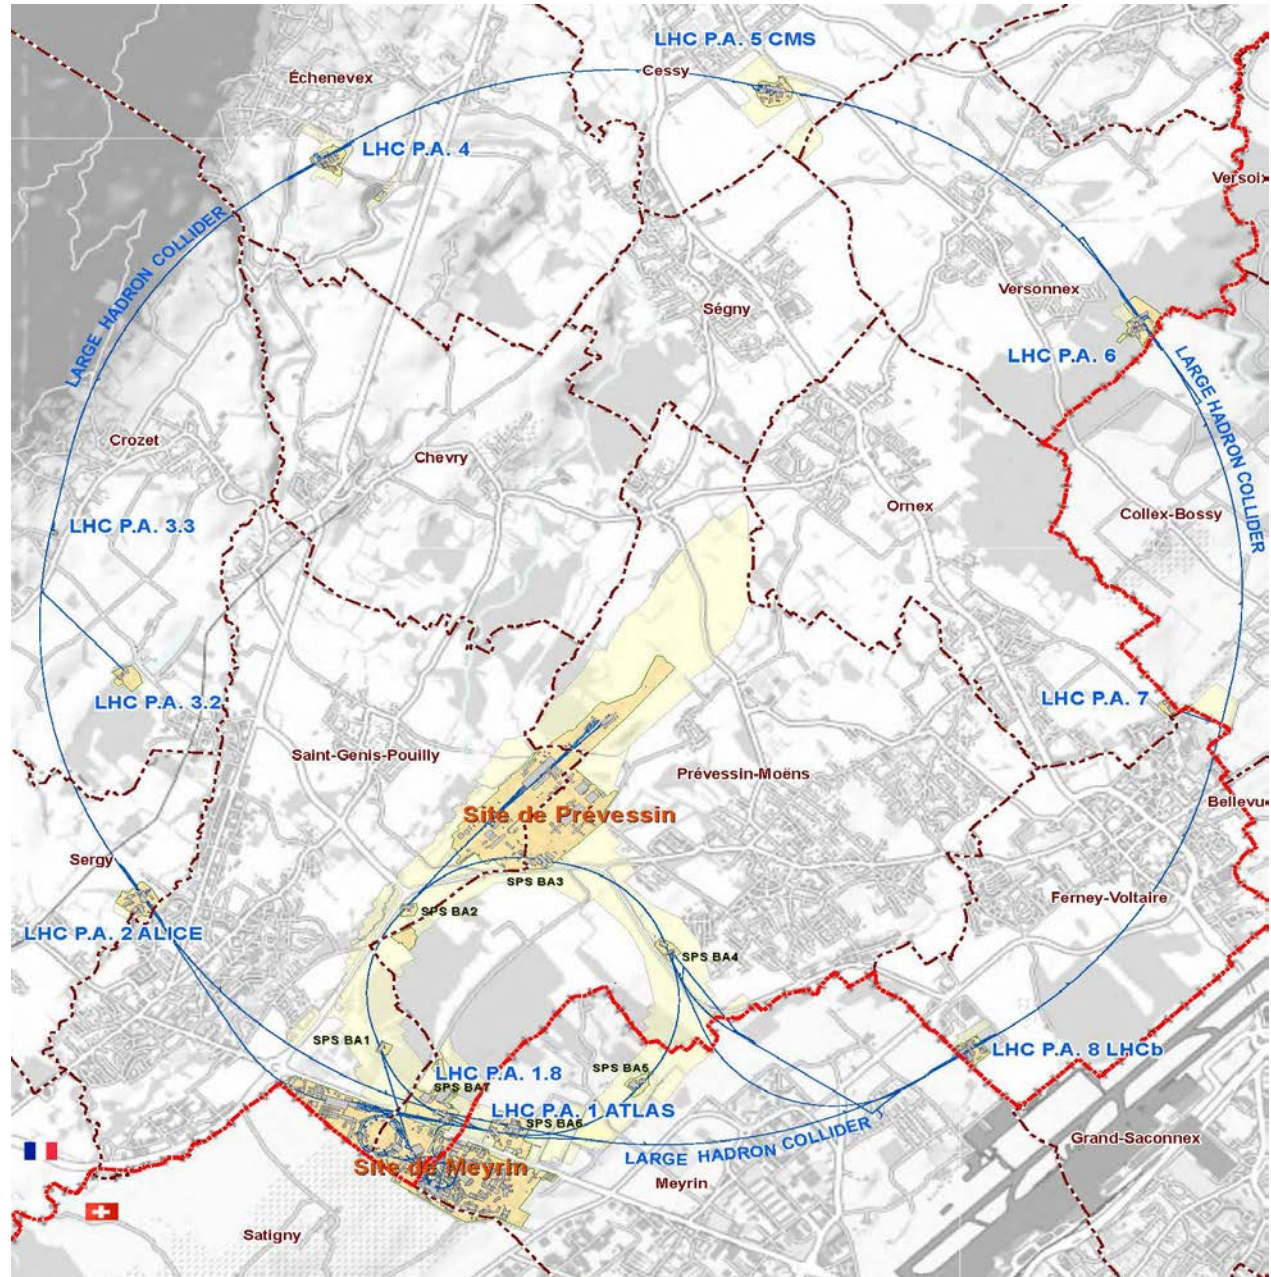 LHC P.A. 5 CMS
Cessy
Échenevex
LHC P.A. 4
Versoix
LARGE HADRON COLLIDER
Versonnex
Ségny
LHC P.A. 6
LARGE HADRON COLLIDER
Crozet
Chevry
Ornex
Collex-Bossy
LHC P.A. 3.3
LHC P.A. 3.2
LHC P.A. 7
Saint-Genis-Pouilly
Prévessin-Moëns
Bellevu
Site de Prévessin
Sergy
SPS BA3
Ferney-Voltaire
SPS BA2
LHC P.A. 2 ALICE
SPS BA4
SPS BA1
LHC P.A. 8 LHCb
SPS BA5
LHC P.A. 1.8
SPS BA7
LHC P.A. 1 ATLAS
SPS BA6
Grand-Saconnex
LARGE HADRON COLLIDER
Site de Meyrin
Meyrin
Satigny